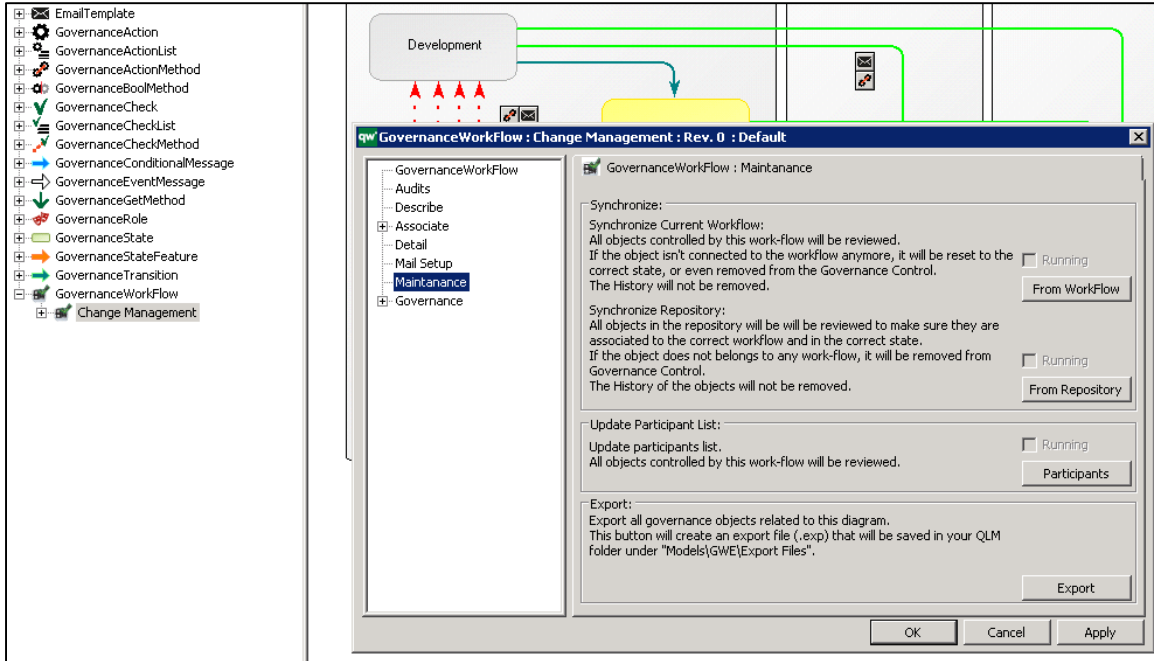 EmailTemplate
GovernanceAction
GovernanceActionList
GovernanceActionMethod
GovernanceBoolMethod
GovernanceCheck
GovernanceCheckList
GovernanceCheckMethod
GovernanceConditionalMessage
GovernanceEventMessage
GovernanceGetMethod
GovernanceRole
GovernanceState
GovernanceStateFeature
GovernanceTransition
GovernanceWorkFlow
Change Management
Development
qw GovernanceWorkFlow : Change Management : Rev. 0 : Default
GovernanceWorkFlow
Audits
Describe
Associate
Detail
Mail Setup
Maintanance
Governance
GovernanceWorkFlow : Maintanance
Synchronize:
Synchronize Current Workflow:
All objects controlled by this work-flow will be reviewed.
If the object isn't connected to the workflow anymore, it will be reset to the
correct state, or even removed from the Governance Control.
The History will not be removed.
Running
From WorkFlow
Synchronize Repository:
All objects in the repository will be will be reviewed to make sure they are
associated to the correct workflow and in the correct state.
If the object does not belongs to any work-flow, it will be removed from
Governance Control.
The History of the objects will not be removed.
Running
From Repository
Update Participant List:
Update participants list.
All objects controlled by this work-flow will be reviewed.
Running
Participants
Export:
Export all governance objects related to this diagram.
This button will create an export file (.exp) that will be saved in your QLM
folder under "Models\GWE\Export Files".
Export
OK
Cancel
Apply